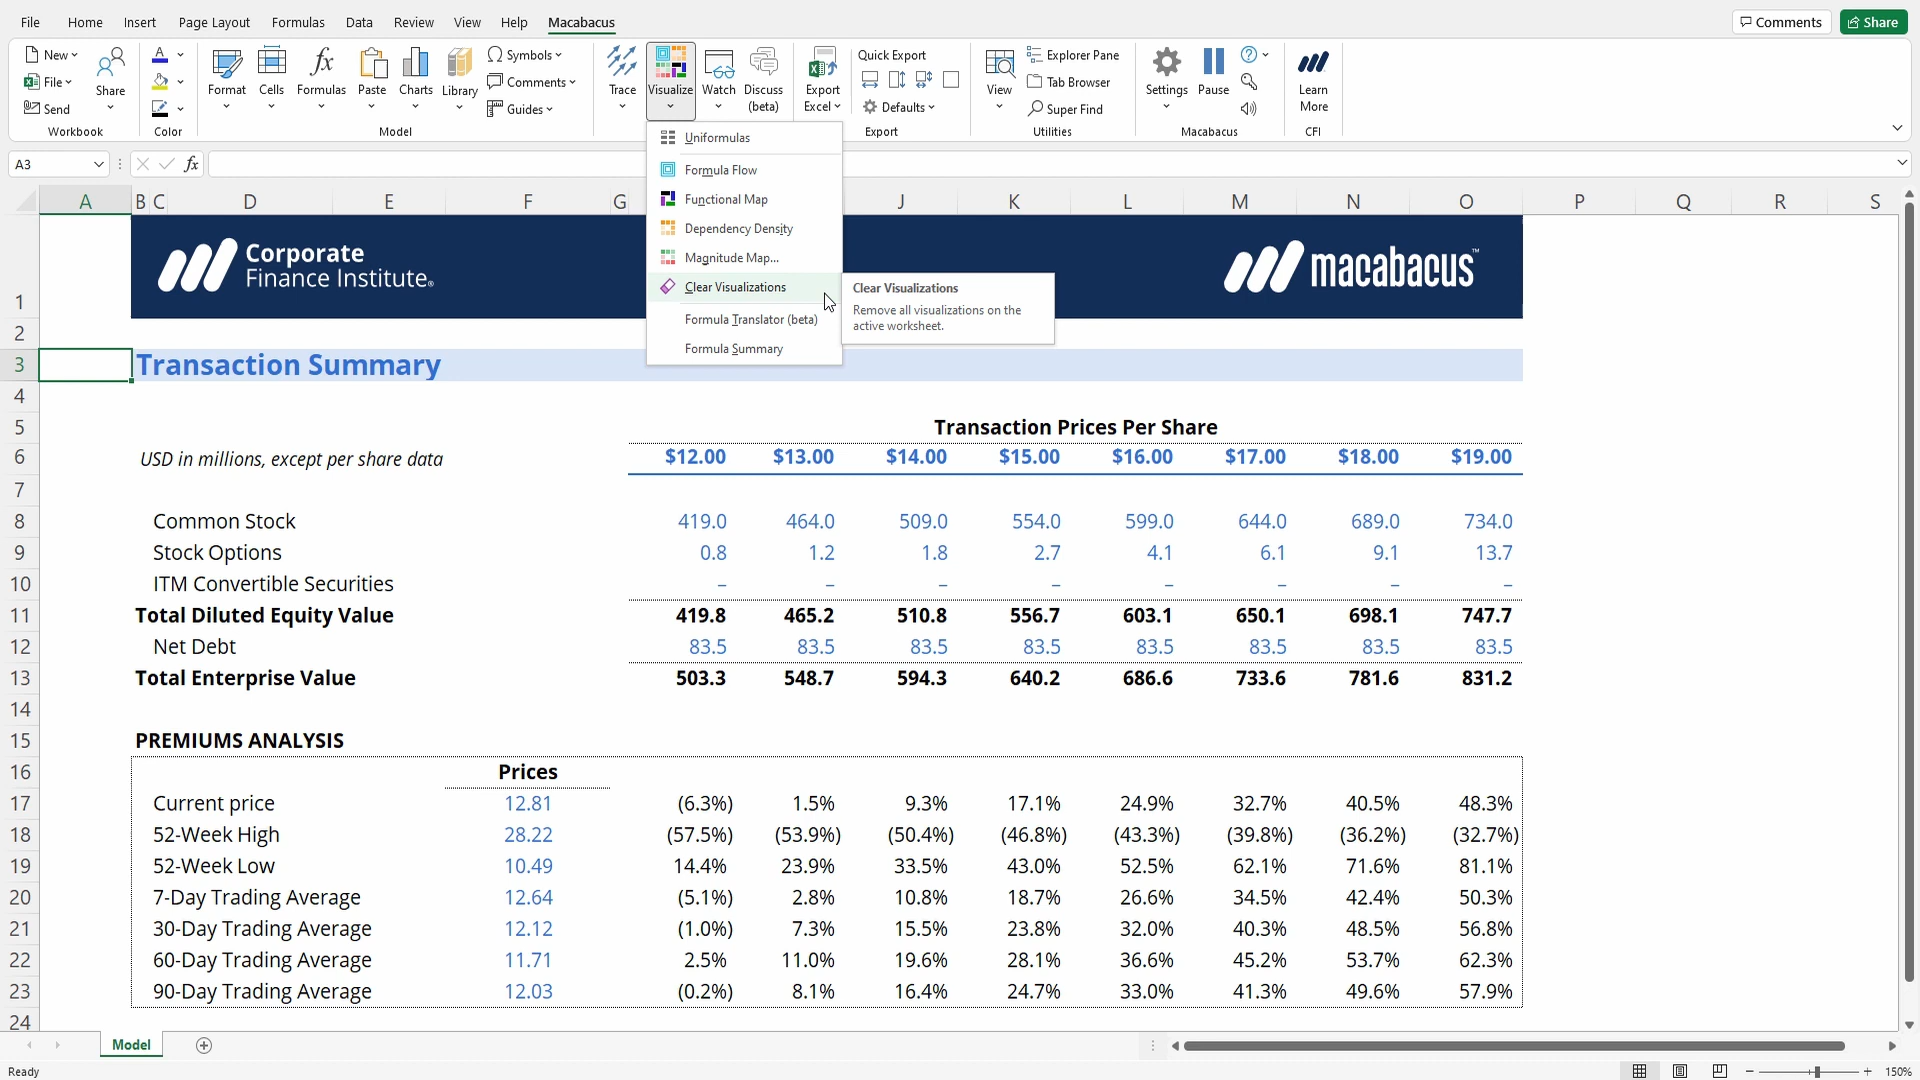 File Home Insert Page Layout Formulas Data Review View Help Macabacus Comments Share
New File Send Workbook
Share
Color
Format Cells Formulas Paste Charts Library Symbols Comments Guides Model
Trace Visualize Watch Discuss (beta)
Export Excel Quick Export Defaults Export
View Explorer Pane Tab Browser Super Find Utilities
Settings Pause Macabacus
Learn More CFI
Uniformulas
Formula Flow
Functional Map
Dependency Density
Magnitude Map...
Clear Visualizations
Formula Translator (beta)
Formula Summary
Clear Visualizations
Remove all visualizations on the
active worksheet.
A3 fx
A B C D E F G J K L M N O P Q R S
1 Corporate
Finance Institute®
macabacus™
2
3 Transaction Summary
4
5 Transaction Prices Per Share
6 USD in millions, except per share data $12.00 $13.00 $14.00 $15.00 $16.00 $17.00 $18.00 $19.00
7
8 Common Stock 419.0 464.0 509.0 554.0 599.0 644.0 689.0 734.0
9 Stock Options 0.8 1.2 1.8 2.7 4.1 6.1 9.1 13.7
10 ITM Convertible Securities – – – – – – – –
11 Total Diluted Equity Value 419.8 465.2 510.8 556.7 603.1 650.1 698.1 747.7
12 Net Debt 83.5 83.5 83.5 83.5 83.5 83.5 83.5 83.5
13 Total Enterprise Value 503.3 548.7 594.3 640.2 686.6 733.6 781.6 831.2
14
15 PREMIUMS ANALYSIS
16 Prices
17 Current price 12.81 (6.3%) 1.5% 9.3% 17.1% 24.9% 32.7% 40.5% 48.3%
18 52-Week High 28.22 (57.5%) (53.9%) (50.4%) (46.8%) (43.3%) (39.8%) (36.2%) (32.7%)
19 52-Week Low 10.49 14.4% 23.9% 33.5% 43.0% 52.5% 62.1% 71.6% 81.1%
20 7-Day Trading Average 12.64 (5.1%) 2.8% 10.8% 18.7% 26.6% 34.5% 42.4% 50.3%
21 30-Day Trading Average 12.12 (1.0%) 7.3% 15.5% 23.8% 32.0% 40.3% 48.5% 56.8%
22 60-Day Trading Average 11.71 2.5% 11.0% 19.6% 28.1% 36.6% 45.2% 53.7% 62.3%
23 90-Day Trading Average 12.03 (0.2%) 8.1% 16.4% 24.7% 33.0% 41.3% 49.6% 57.9%
24
Model
Ready 150%